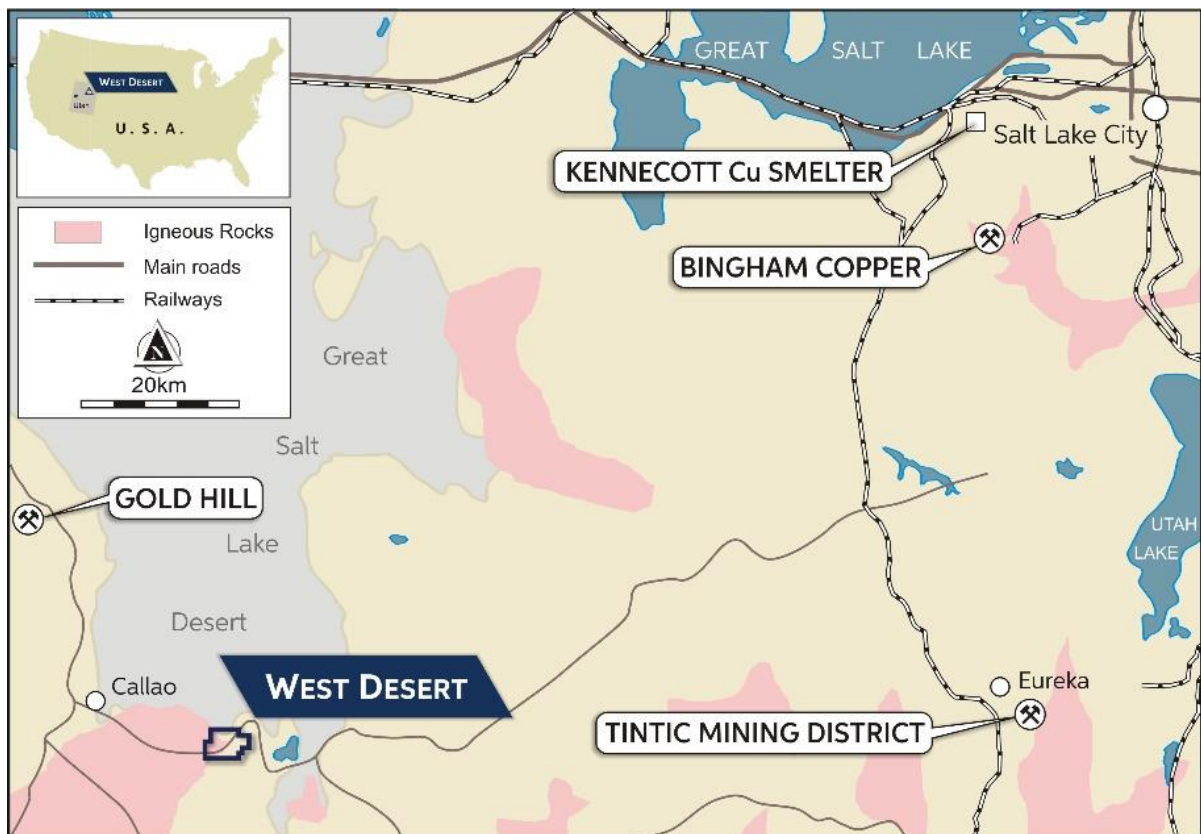 WEST DESERT
Utah
U. S. A.
Igneous Rocks
Main roads
Railways
N
20km
GREAT SALT LAKE
Salt Lake City
KENNECOTT Cu SMELTER
BINGHAM COPPER
Great
Salt
Lake
Desert
GOLD HILL
UTAH
LAKE
Callao
WEST DESERT
Eureka
TINTIC MINING DISTRICT